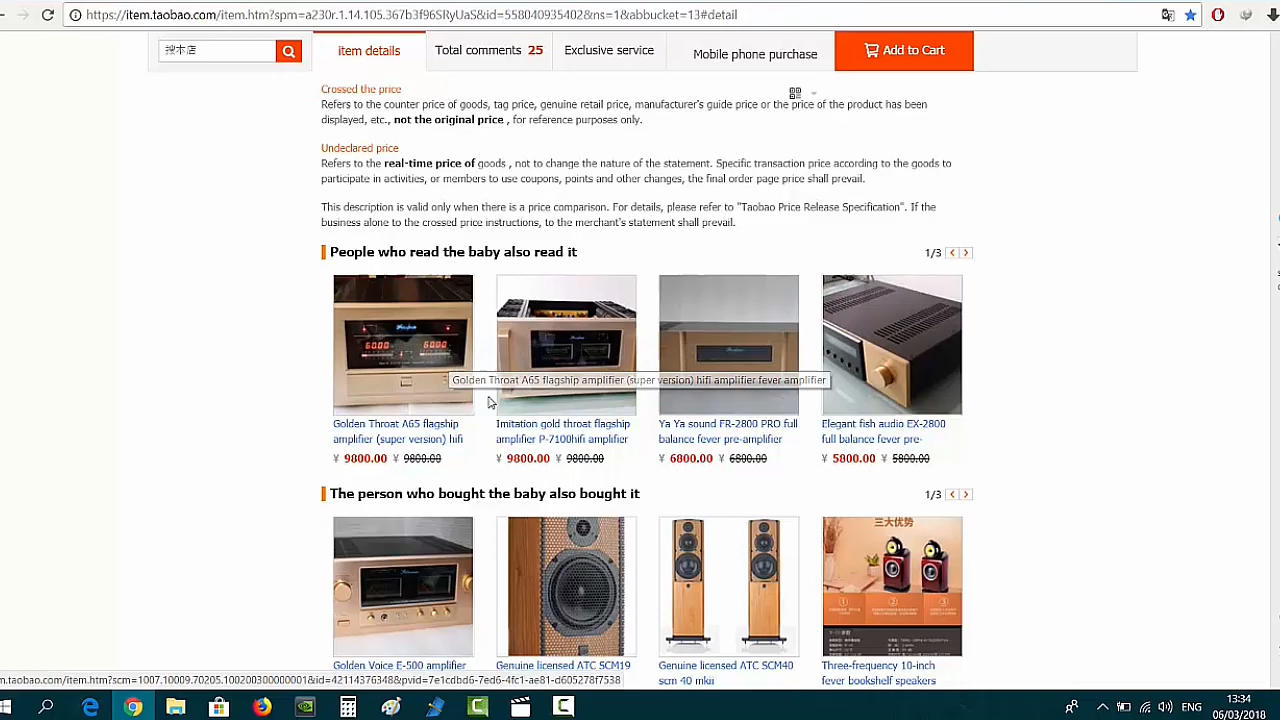 https://item.taobao.com/item.htm?spm=a230r.1.14.105.367b3f96SRyUaS&id=558040935402&ns=1&abbucket=13#detail
搜本店
item details
Total comments 25
Exclusive service
Mobile phone purchase
Add to Cart
Crossed the price
Refers to the counter price of goods, tag price, genuine retail price, manufacturer's guide price or the price of the product has been
displayed, etc., not the original price , for reference purposes only.
Undeclared price
Refers to the real-time price of goods , not to change the nature of the statement. Specific transaction price according to the goods to
participate in activities, or members to use coupons, points and other changes, the final order page price shall prevail.
This description is valid only when there is a price comparison. For details, please refer to "Taobao Price Release Specification". If the
business alone to the crossed price instructions, to the merchant's statement shall prevail.
People who read the baby also read it
1/3
6000 6000
Golden Throat A65 flagship amplifier (super version) hifi amplifier fever amplifier
Golden Throat A65 flagship
amplifier (super version) hifi
¥ 9800.00 ¥ 9800.00
Imitation gold throat flagship
amplifier P-7100hifi amplifier
¥ 9800.00 ¥ 9800.00
Ya Ya sound FR-2800 PRO full
balance fever pre-amplifier
¥ 6800.00 ¥ 6800.00
Elegant fish audio EX-2800
full balance fever pre-
¥ 5800.00 ¥ 5800.00
The person who bought the baby also bought it
1/3
三大优势
1 2 3
Golden Voice E-500 amplifier
Genuine licensed ATC SCM19
Genuine licensed ATC SCM40
scm 40 mkii
Three-frequency 10-inch
fever bookshelf speakers
ENG
13:34
06/03/2018